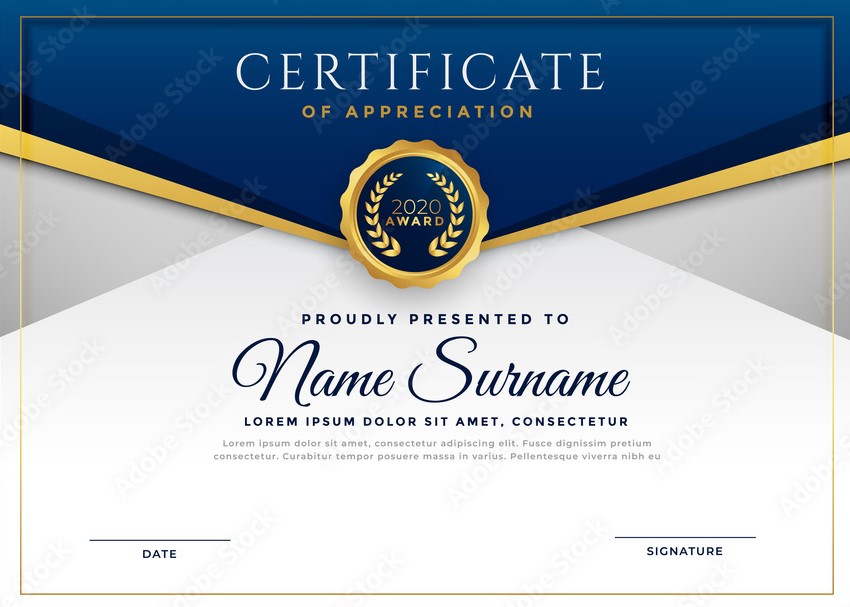 CERTIFICATE
OF APPRECIATION
2020
AWARD
PROUDLY PRESENTED TO
Name Surname
LOREM IPSUM DOLOR SIT AMET, CONSECTETUR
Lorem ipsum dolor sit amet, consectetur adipiscing elit. Fusce dignissim pretium
consectetur. Curabitur tempor posuere massa in varius. Pellentesque viverra nibh eu
DATE
SIGNATURE
Adobe Stock